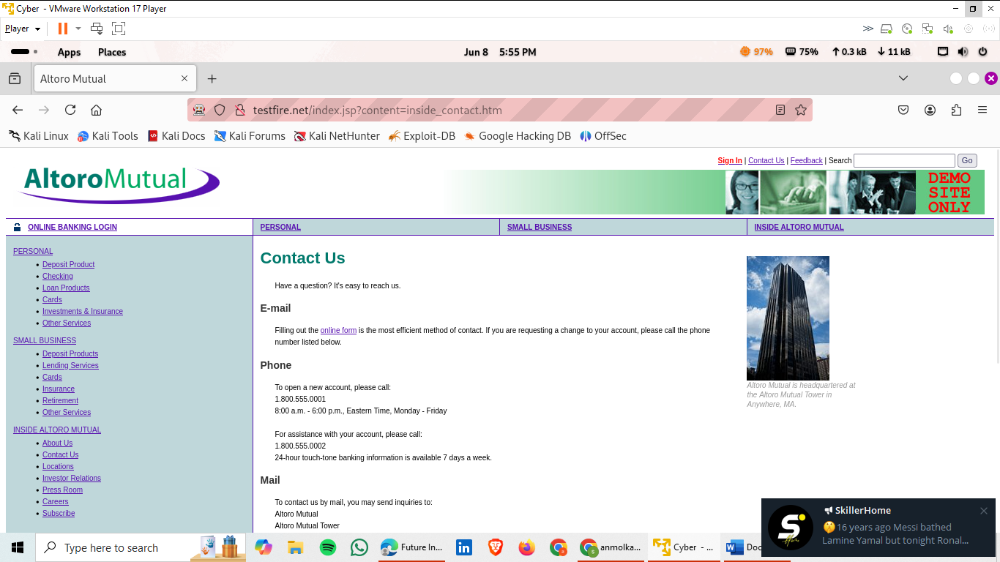 Cyber - VMware Workstation 17 Player
Player
Apps Places Jun 8 5:55 PM 97% 75% 0.3 kB 11 kB
Altoro Mutual
testfire.net/index.jsp?content=inside_contact.htm
Kali Linux Kali Tools Kali Docs Kali Forums Kali NetHunter Exploit-DB Google Hacking DB OffSec
Sign In | Contact Us | Feedback | Search Go
AltoroMutual
DEMO
SITE
ONLY
ONLINE BANKING LOGIN PERSONAL SMALL BUSINESS INSIDE ALTORO MUTUAL
PERSONAL
Deposit Product
Checking
Loan Products
Cards
Investments & Insurance
Other Services
SMALL BUSINESS
Deposit Products
Lending Services
Cards
Insurance
Retirement
Other Services
INSIDE ALTORO MUTUAL
About Us
Contact Us
Locations
Investor Relations
Press Room
Careers
Subscribe
Contact Us
Have a question? It's easy to reach us.
E-mail
Filling out the online form is the most efficient method of contact. If you are requesting a change to your account, please call the phone
number listed below.
Phone
To open a new account, please call:
1.800.555.0001
8:00 a.m. - 6:00 p.m., Eastern Time, Monday - Friday
For assistance with your account, please call:
1.800.555.0002
24-hour touch-tone banking information is available 7 days a week.
Mail
To contact us by mail, you may send inquiries to:
Altoro Mutual
Altoro Mutual Tower
Altoro Mutual is headquartered at
the Altoro Mutual Tower in
Anywhere, MA.
SkillerHome
16 years ago Messi bathed
Lamine Yamal but tonight Ronal...
Type here to search
Future In...
anmolka...
Cyber - ...
Doc